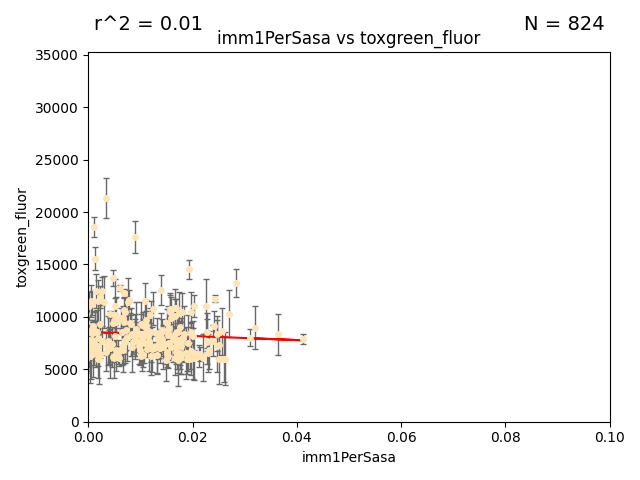 r^2 = 0.01
N = 824
imm1PerSasa vs toxgreen_fluor
35000
30000
25000
20000
15000
10000
5000
0
toxgreen_fluor
0.00
0.02
0.04
0.06
0.08
0.10
imm1PerSasa